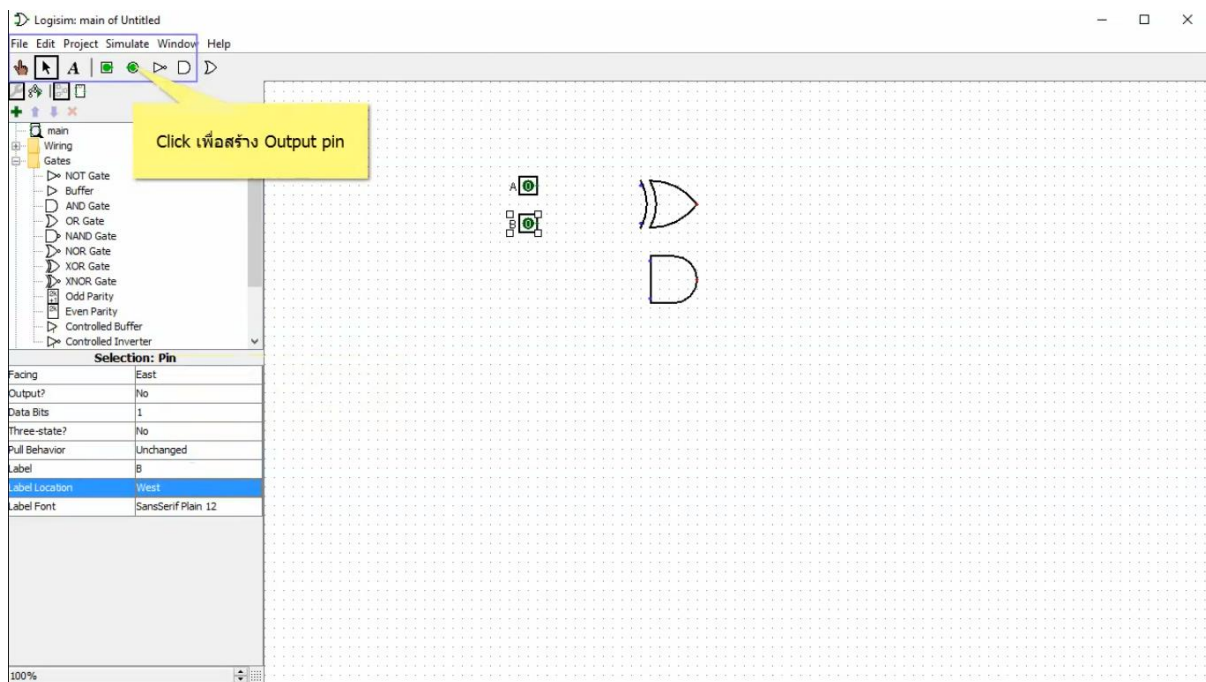 Logisim: main of Untitled
File Edit Project Simulate Window Help
A
Click เพื่อสร้าง Output pin
main
Wiring
Gates
NOT Gate
Buffer
AND Gate
OR Gate
NAND Gate
NOR Gate
XOR Gate
XNOR Gate
Odd Parity
Even Parity
Controlled Buffer
Controlled Inverter
Selection: Pin
Facing East
Output? No
Data Bits 1
Three-state? No
Pull Behavior Unchanged
Label B
Label Location West
Label Font SansSerif Plain 12
100%
A 0
B 0